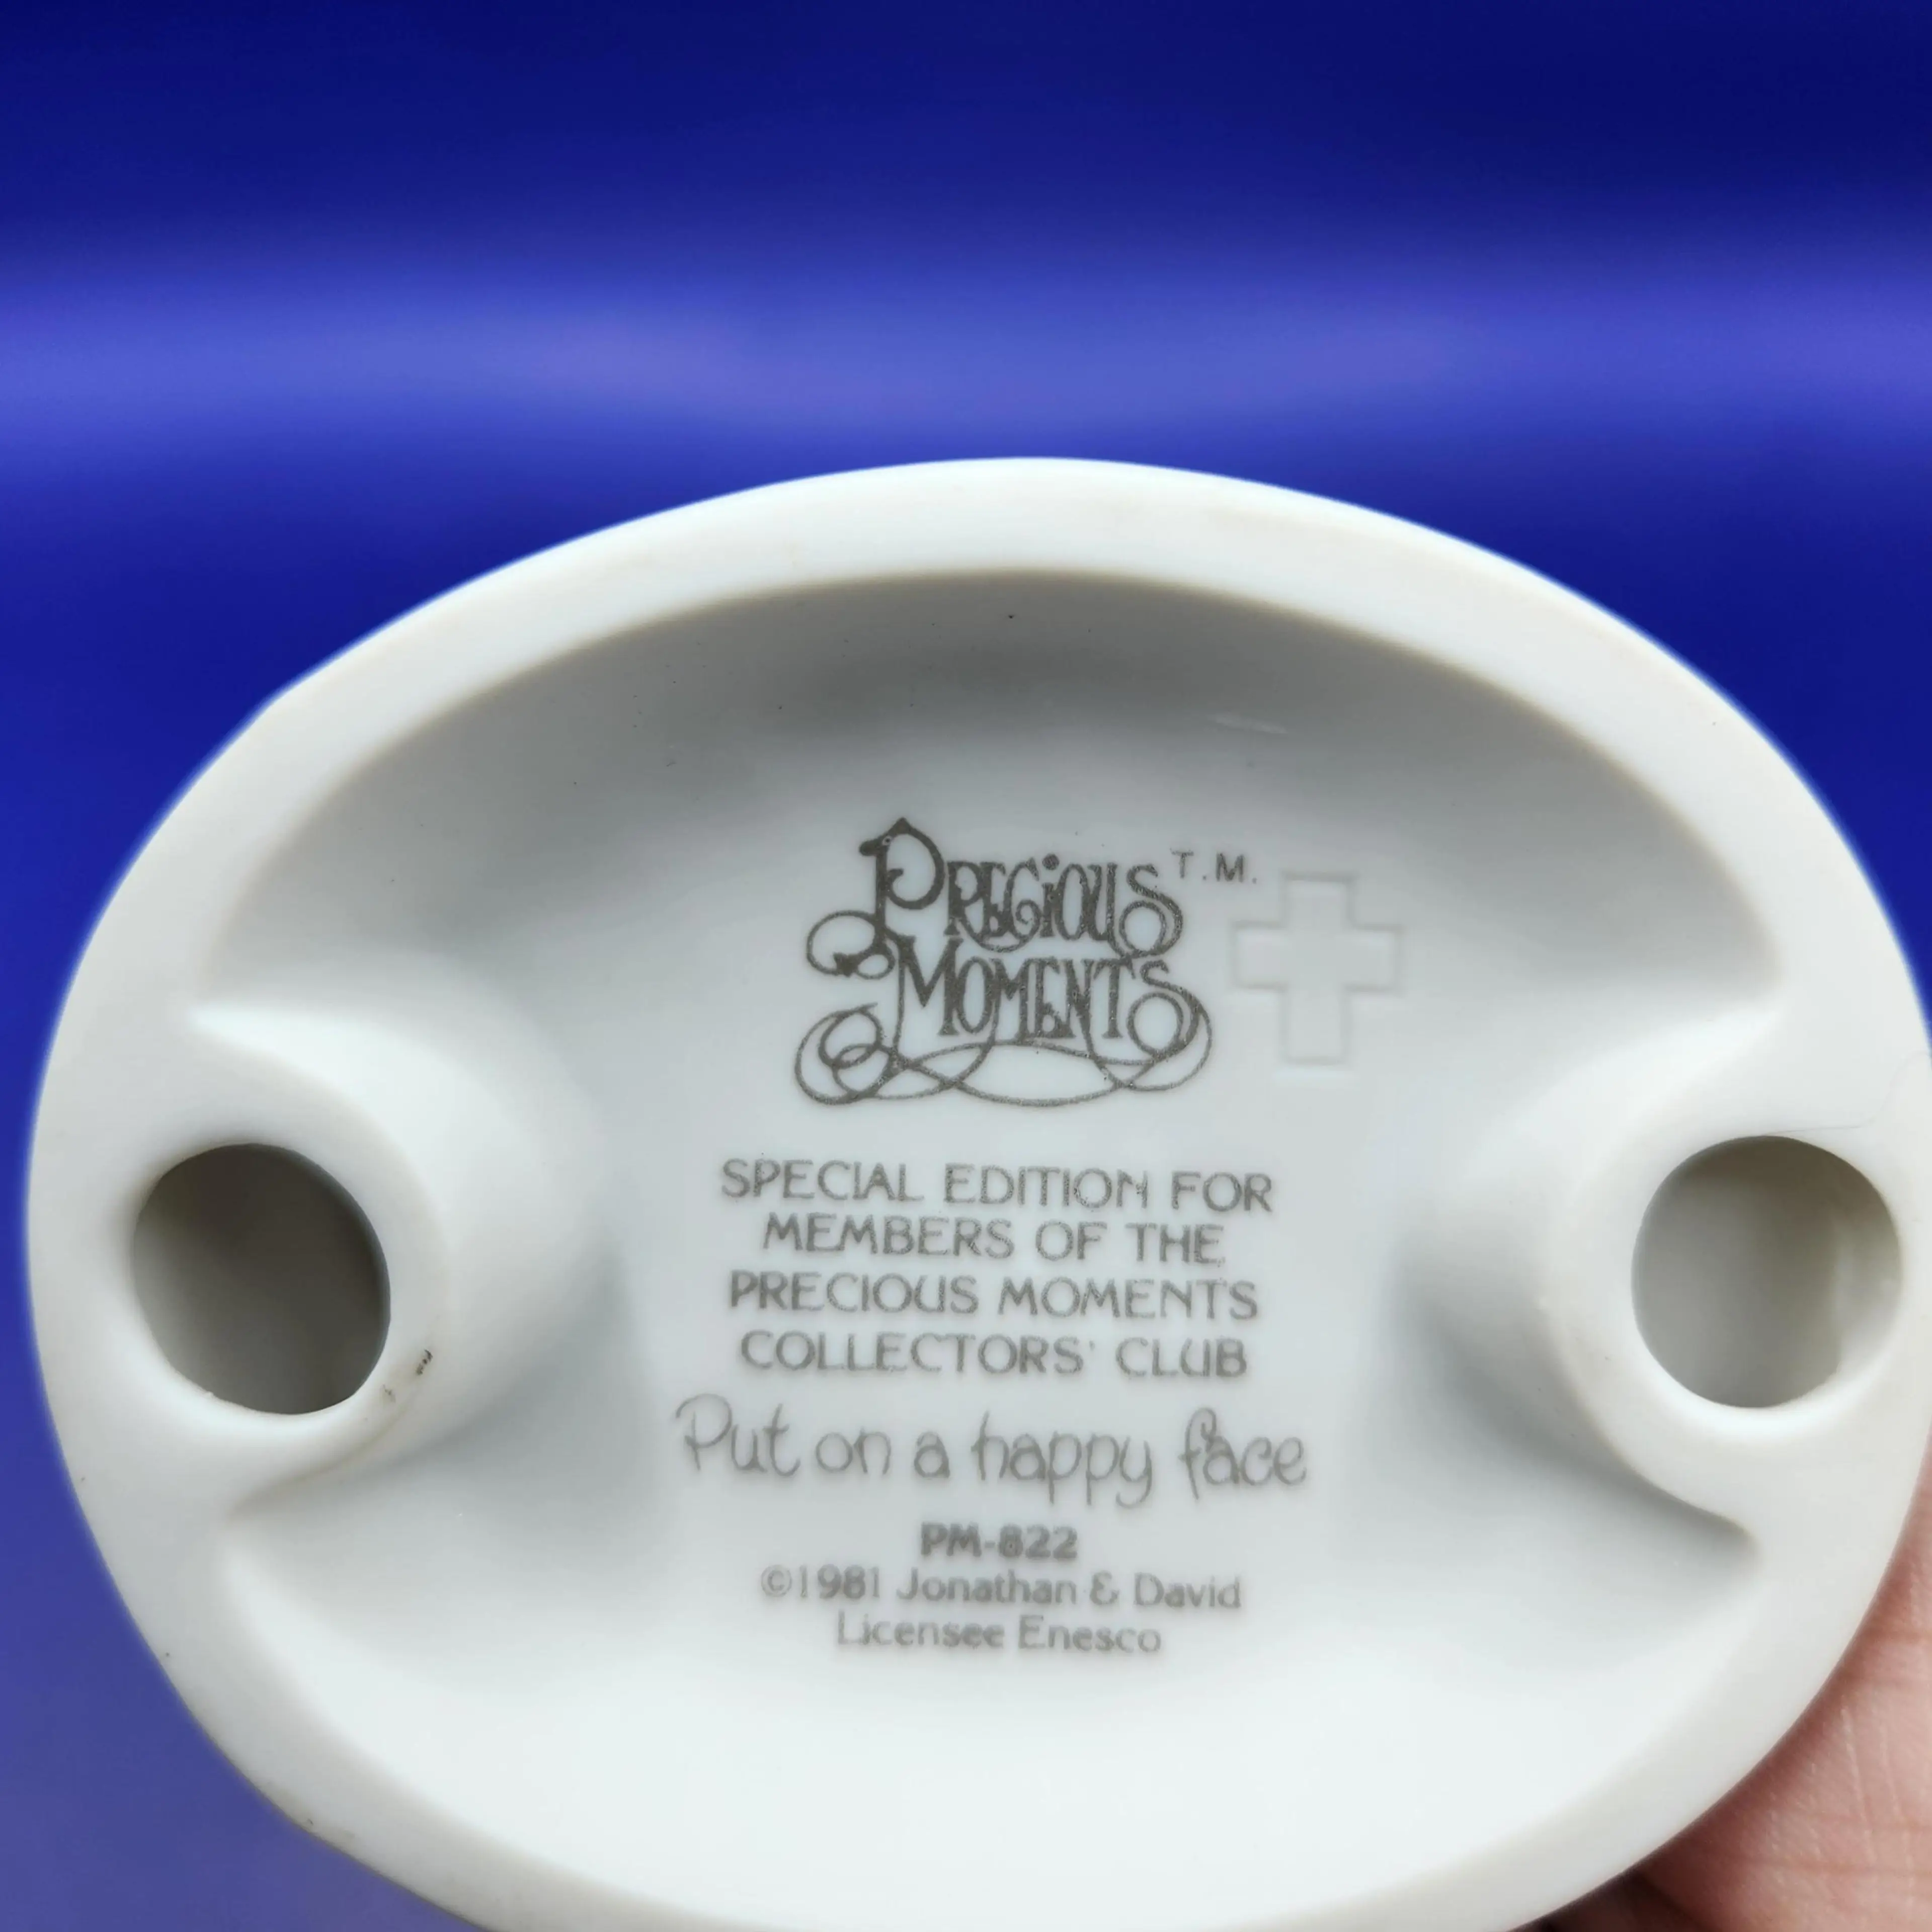 PRECIOUS T.M.
MOMENTS
SPECIAL EDITION FOR
MEMBERS OF THE
PRECIOUS MOMENTS
COLLECTORS' CLUB
Put on a happy face
PM-822
©1981 Jonathan & David
Licensee Enesco